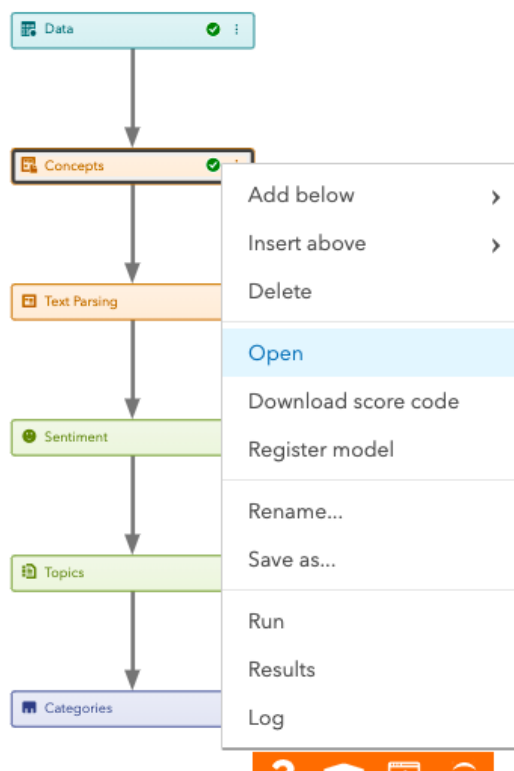 Data
Concepts
Add below
Insert above
Delete
Text Parsing
Open
Download score code
Sentiment
Register model
Rename...
Save as...
Topics
Run
Results
Categories
Log